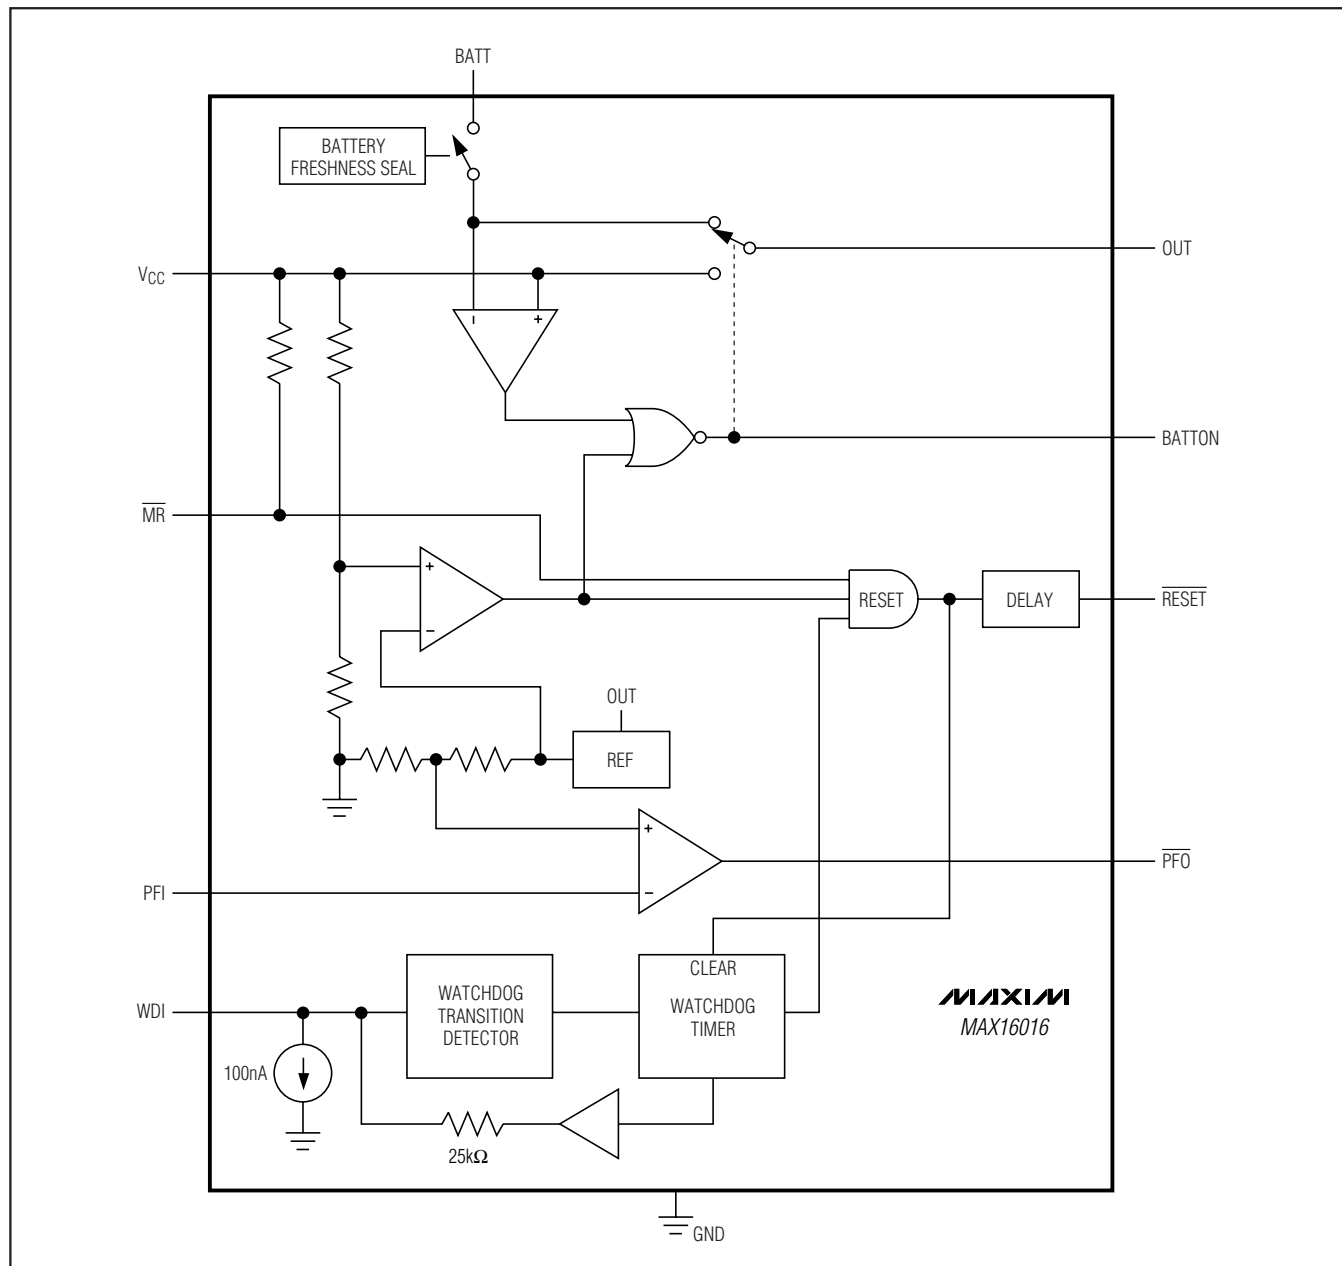 BATT
BATTERY
FRESHNESS SEAL
OUT
VCC
− +
BATTON
MR
+
−
RESET
DELAY
RESET
OUT
REF
+
−
PFO
PFI
CLEAR
WATCHDOG
TIMER
WATCHDOG
TRANSITION
DETECTOR
WDI
MAXIM
MAX16016
100nA
25kΩ
GND